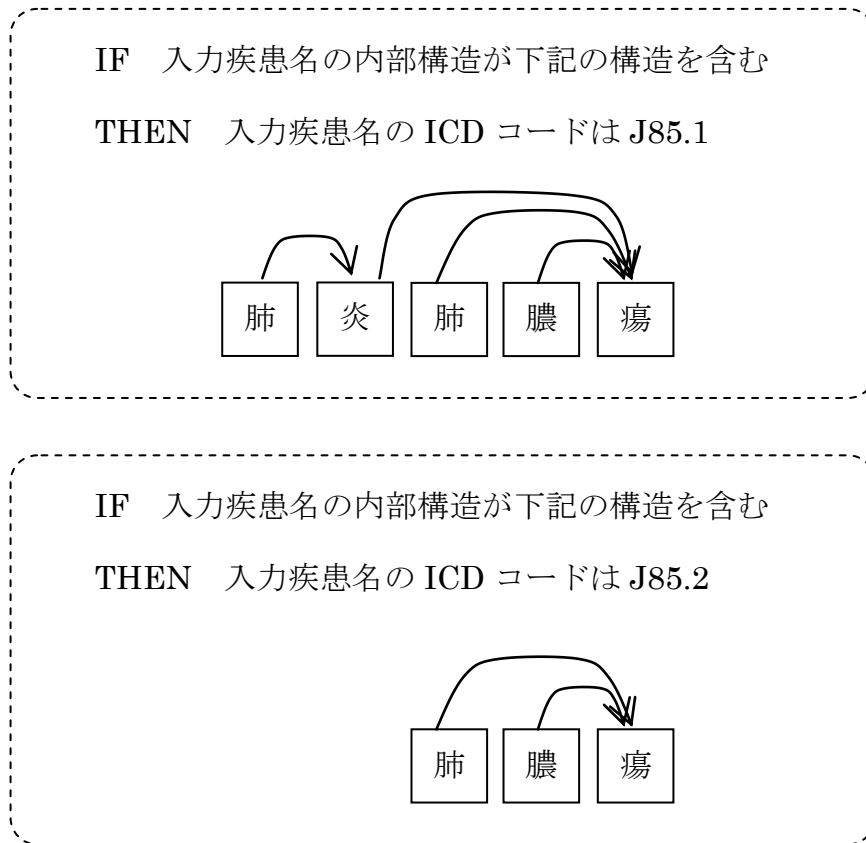 IF　入力疾患名の内部構造が下記の構造を含む
THEN　入力疾患名の ICD コードは J85.1
肺 炎 肺 膿 瘍
IF　入力疾患名の内部構造が下記の構造を含む
THEN　入力疾患名の ICD コードは J85.2
肺 膿 瘍